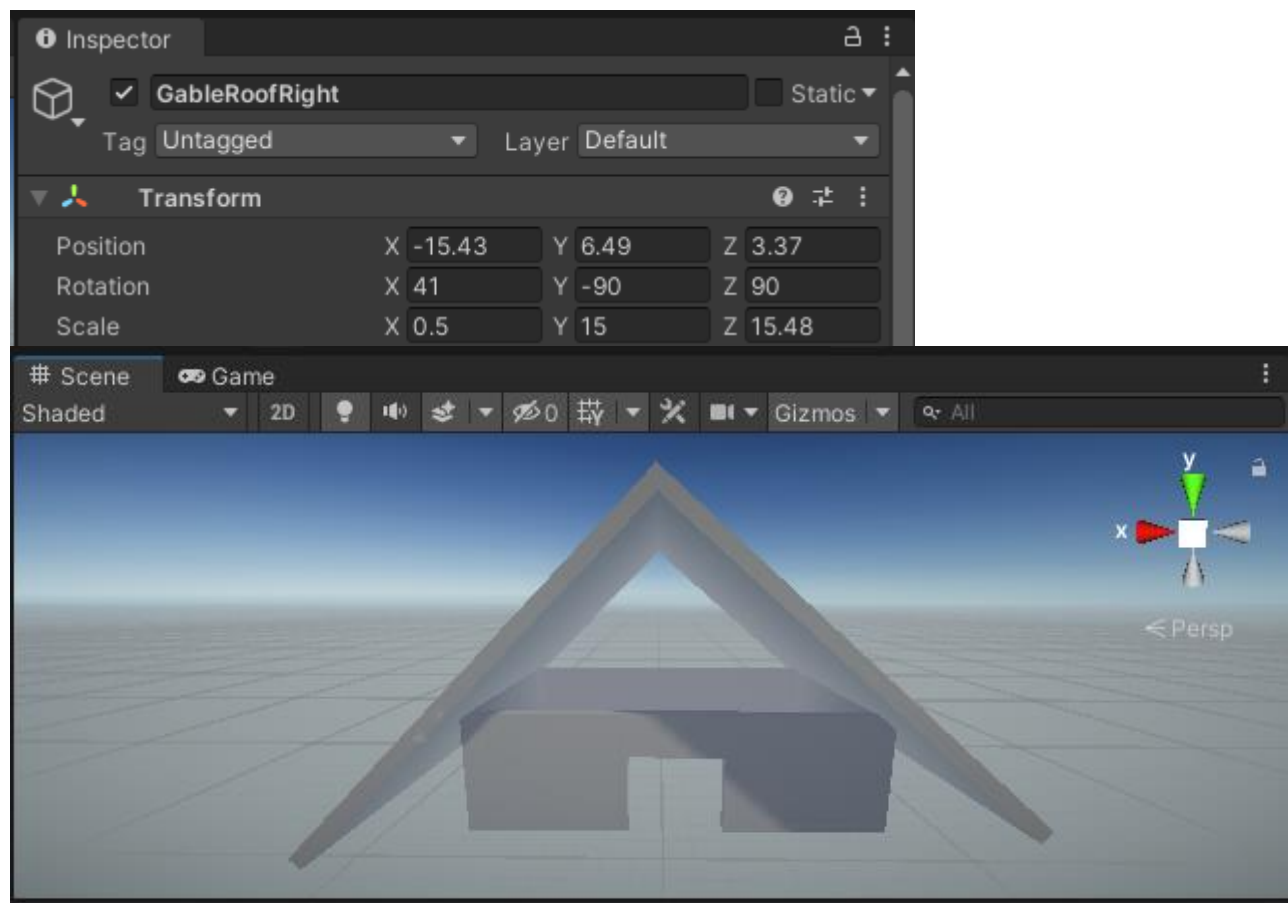 Inspector
GableRoofRight Static
Tag Untagged Layer Default
Transform
Position X -15.43 Y 6.49 Z 3.37
Rotation X 41 Y -90 Z 90
Scale X 0.5 Y 15 Z 15.48
Scene Game
Shaded 2D 0 Gizmos All
y
x
Persp